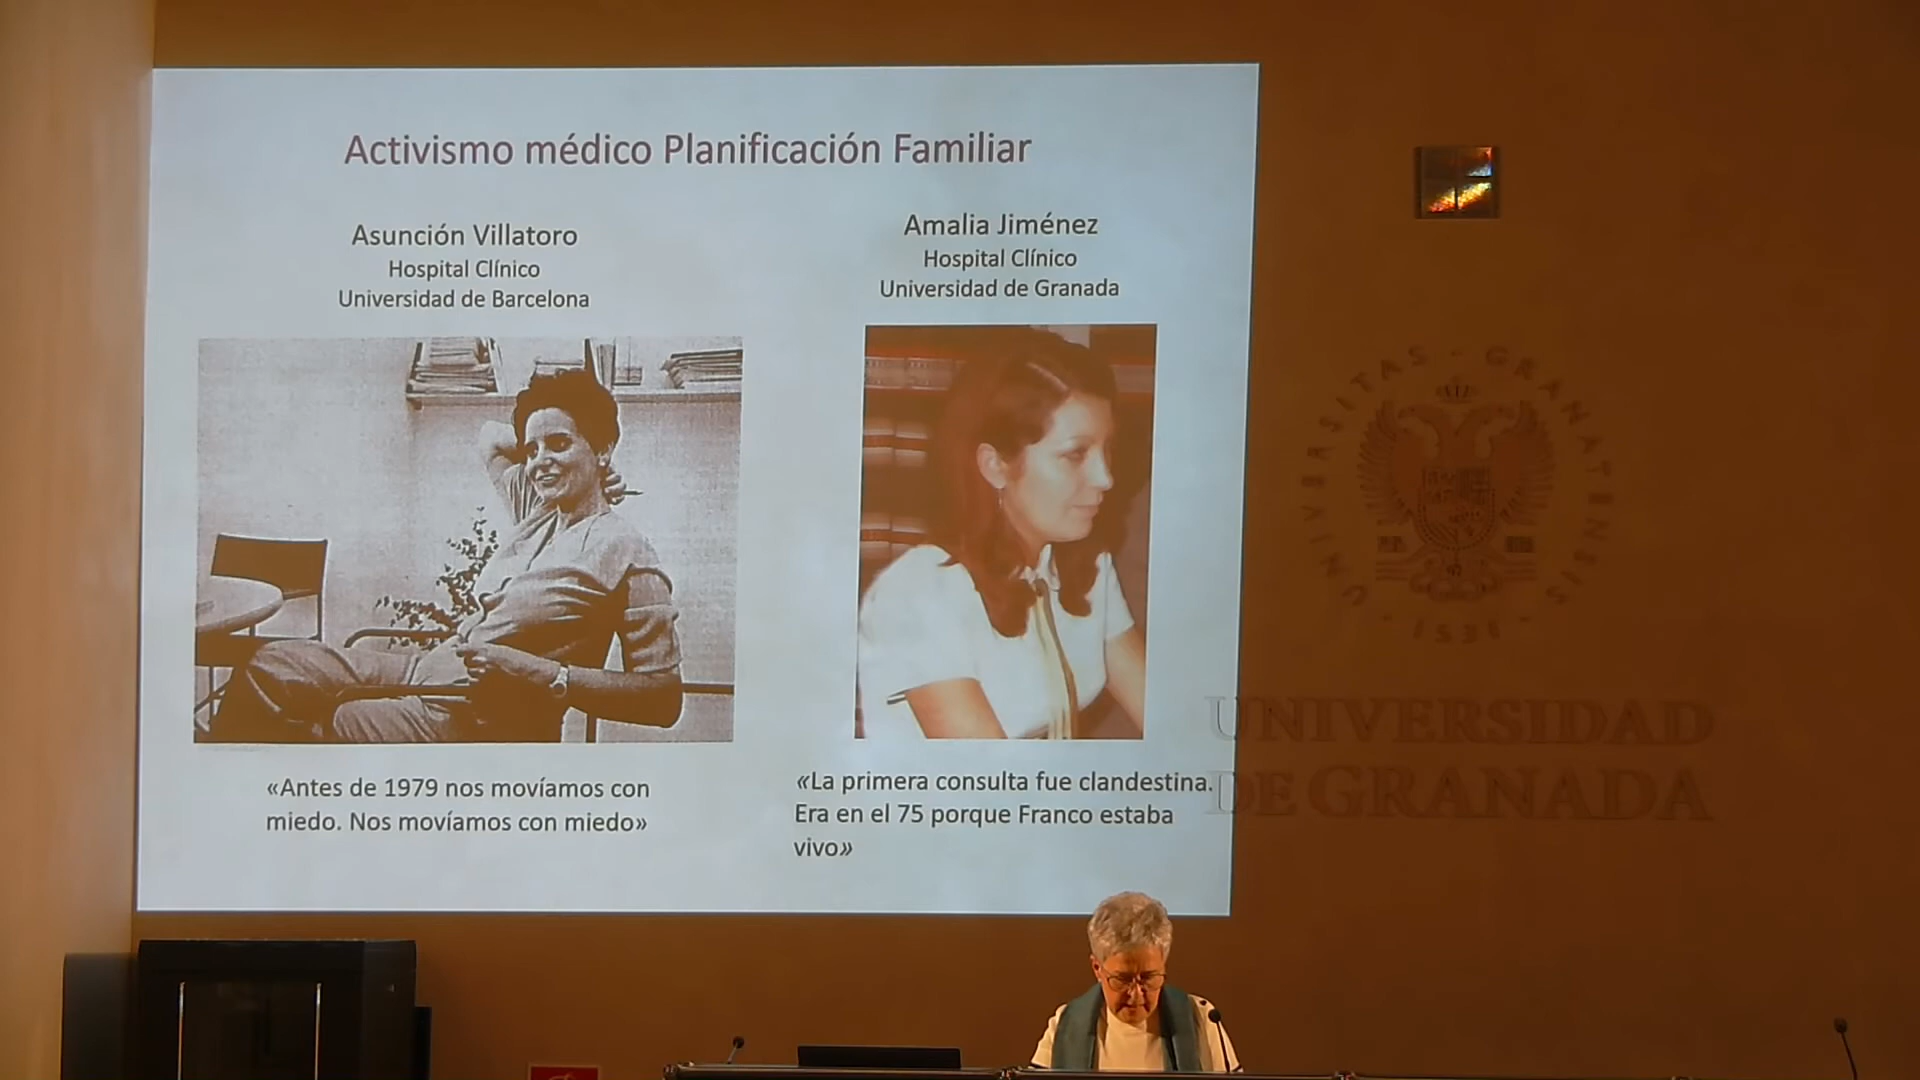 Activismo médico Planificación Familiar
Asunción Villatoro
Hospital Clínico
Universidad de Barcelona
Amalia Jiménez
Hospital Clínico
Universidad de Granada
«Antes de 1979 nos movíamos con
miedo. Nos movíamos con miedo»
«La primera consulta fue clandestina.
Era en el 75 porque Franco estaba
vivo»
UNIVERSITAS · GRANATENSIS
· 1531 ·
UNIVERSIDAD
DE GRANADA